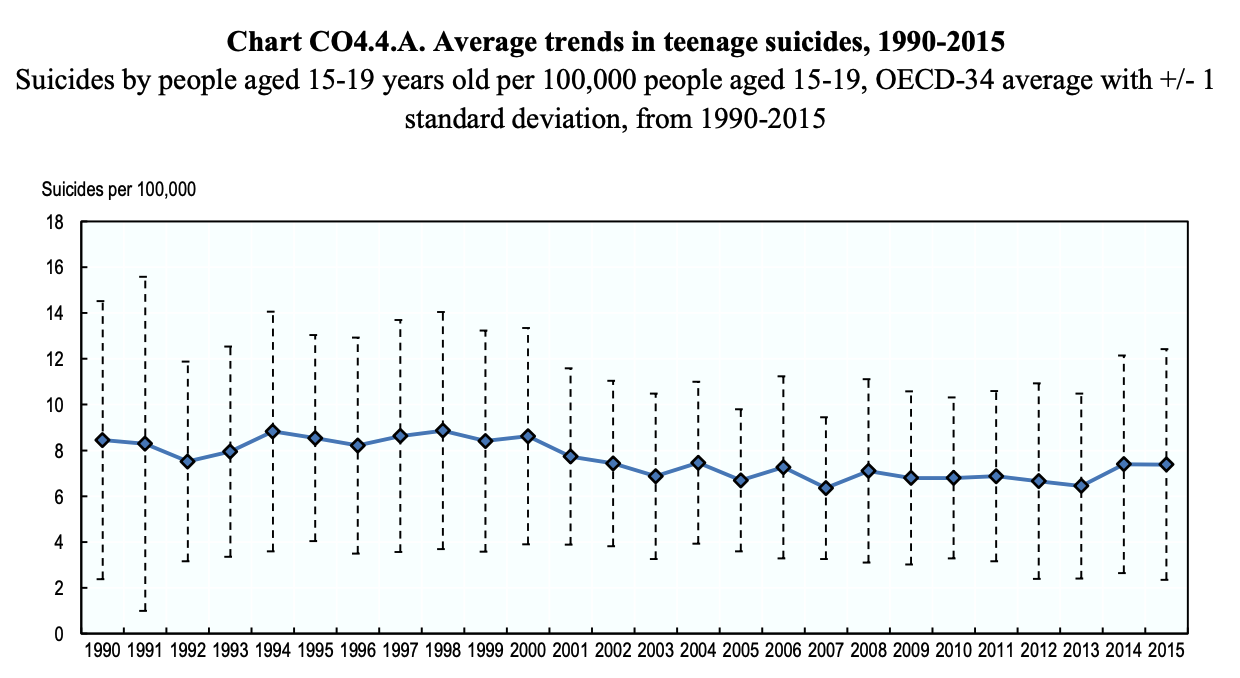 Chart CO4.4.A. Average trends in teenage suicides, 1990-2015
Suicides by people aged 15-19 years old per 100,000 people aged 15-19, OECD-34 average with +/- 1
standard deviation, from 1990-2015
Suicides per 100,000
18
16
14
12
10
8
6
4
2
0
1990 1991 1992 1993 1994 1995 1996 1997 1998 1999 2000 2001 2002 2003 2004 2005 2006 2007 2008 2009 2010 2011 2012 2013 2014 2015